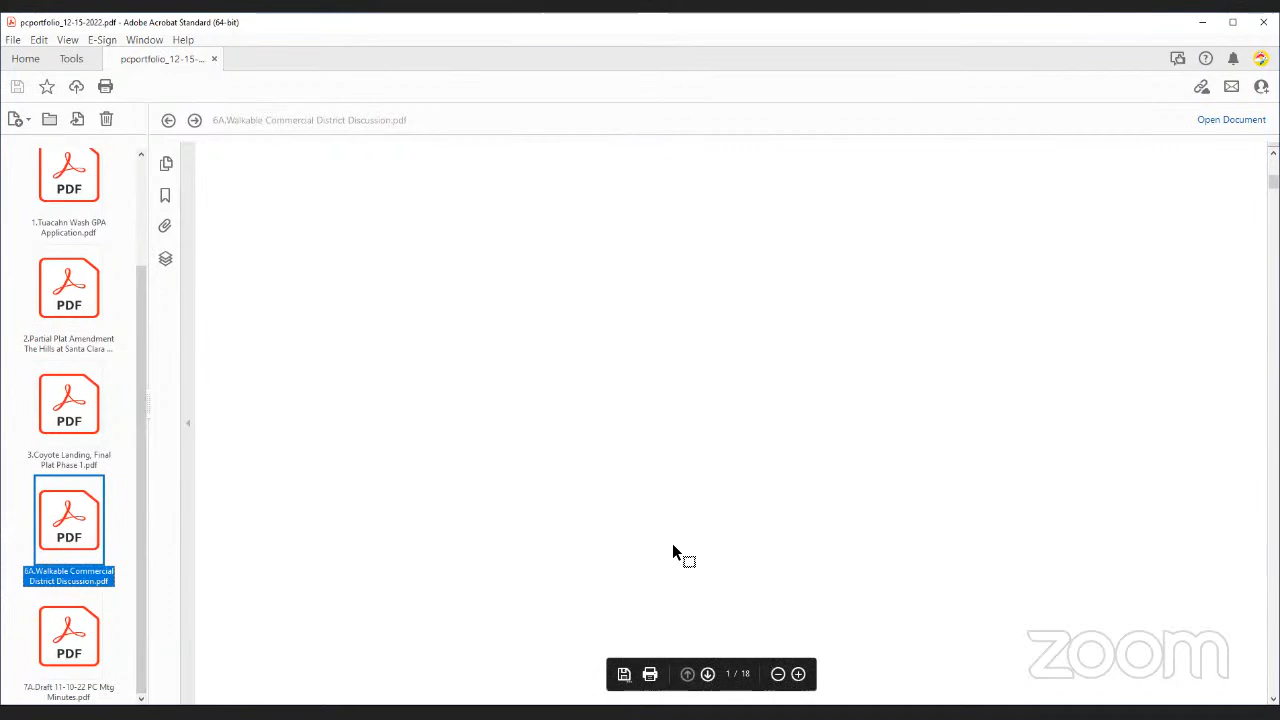 pcportfolio_12-15-2022.pdf - Adobe Acrobat Standard (64-bit)
File Edit View E-Sign Window Help
Home Tools pcportfolio_12-15-... ×
6A.Walkable Commercial District Discussion.pdf
Open Document
PDF
1.Tuacahn Wash GPA
Application.pdf
PDF
2.Partial Plat Amendment
The Hills at Santa Clara ...
PDF
3.Coyote Landing, Final
Plat Phase 1.pdf
PDF
6A.Walkable Commercial
District Discussion.pdf
PDF
7A.Draft 11-10-22 PC Mtg
Minutes.pdf
1 / 18
zoom